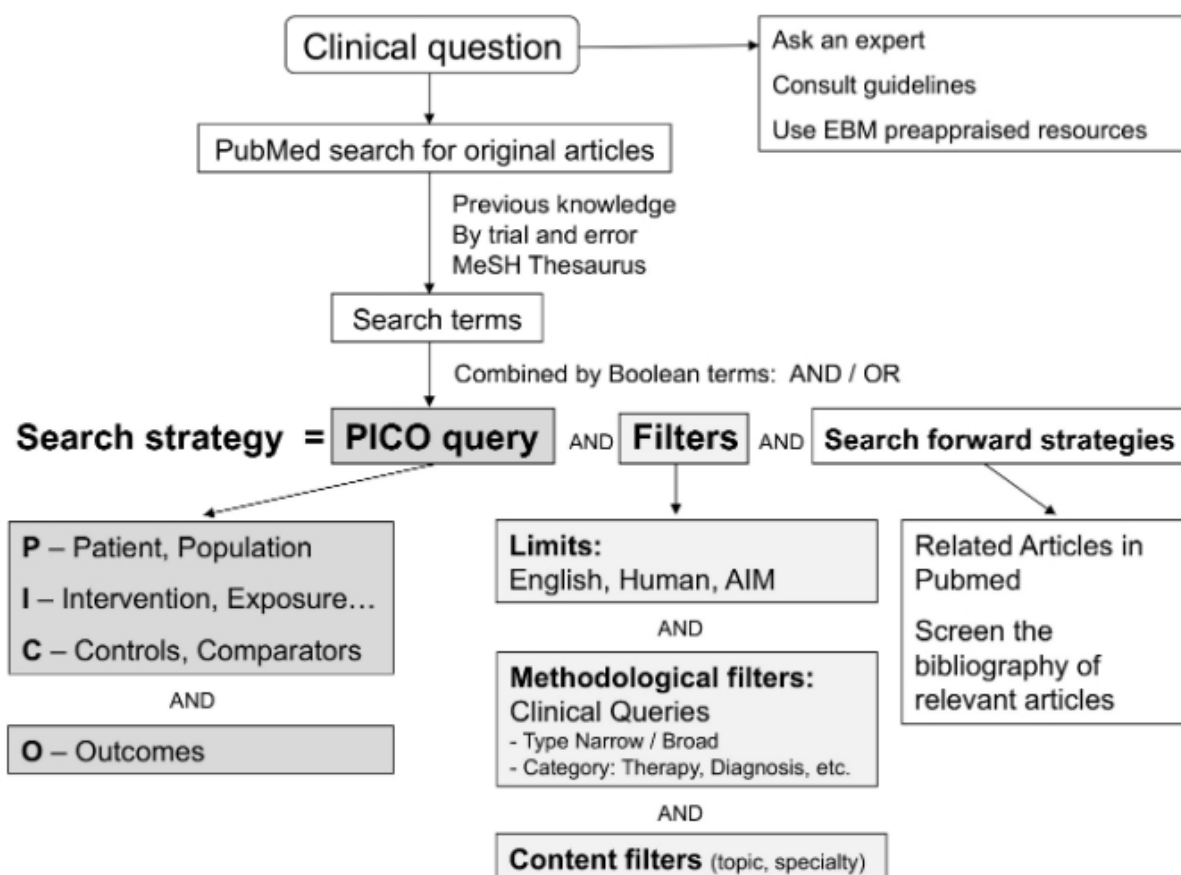 Clinical question
Ask an expert
Consult guidelines
Use EBM preappraised resources
PubMed search for original articles
Previous knowledge
By trial and error
MeSH Thesaurus
Search terms
Combined by Boolean terms: AND / OR
Search strategy = PICO query AND Filters AND Search forward strategies
P – Patient, Population
I – Intervention, Exposure…
C – Controls, Comparators
AND
O – Outcomes
Limits:
English, Human, AIM
AND
Methodological filters:
Clinical Queries
- Type Narrow / Broad
- Category: Therapy, Diagnosis, etc.
AND
Content filters (topic, specialty)
Related Articles in
Pubmed
Screen the
bibliography of
relevant articles